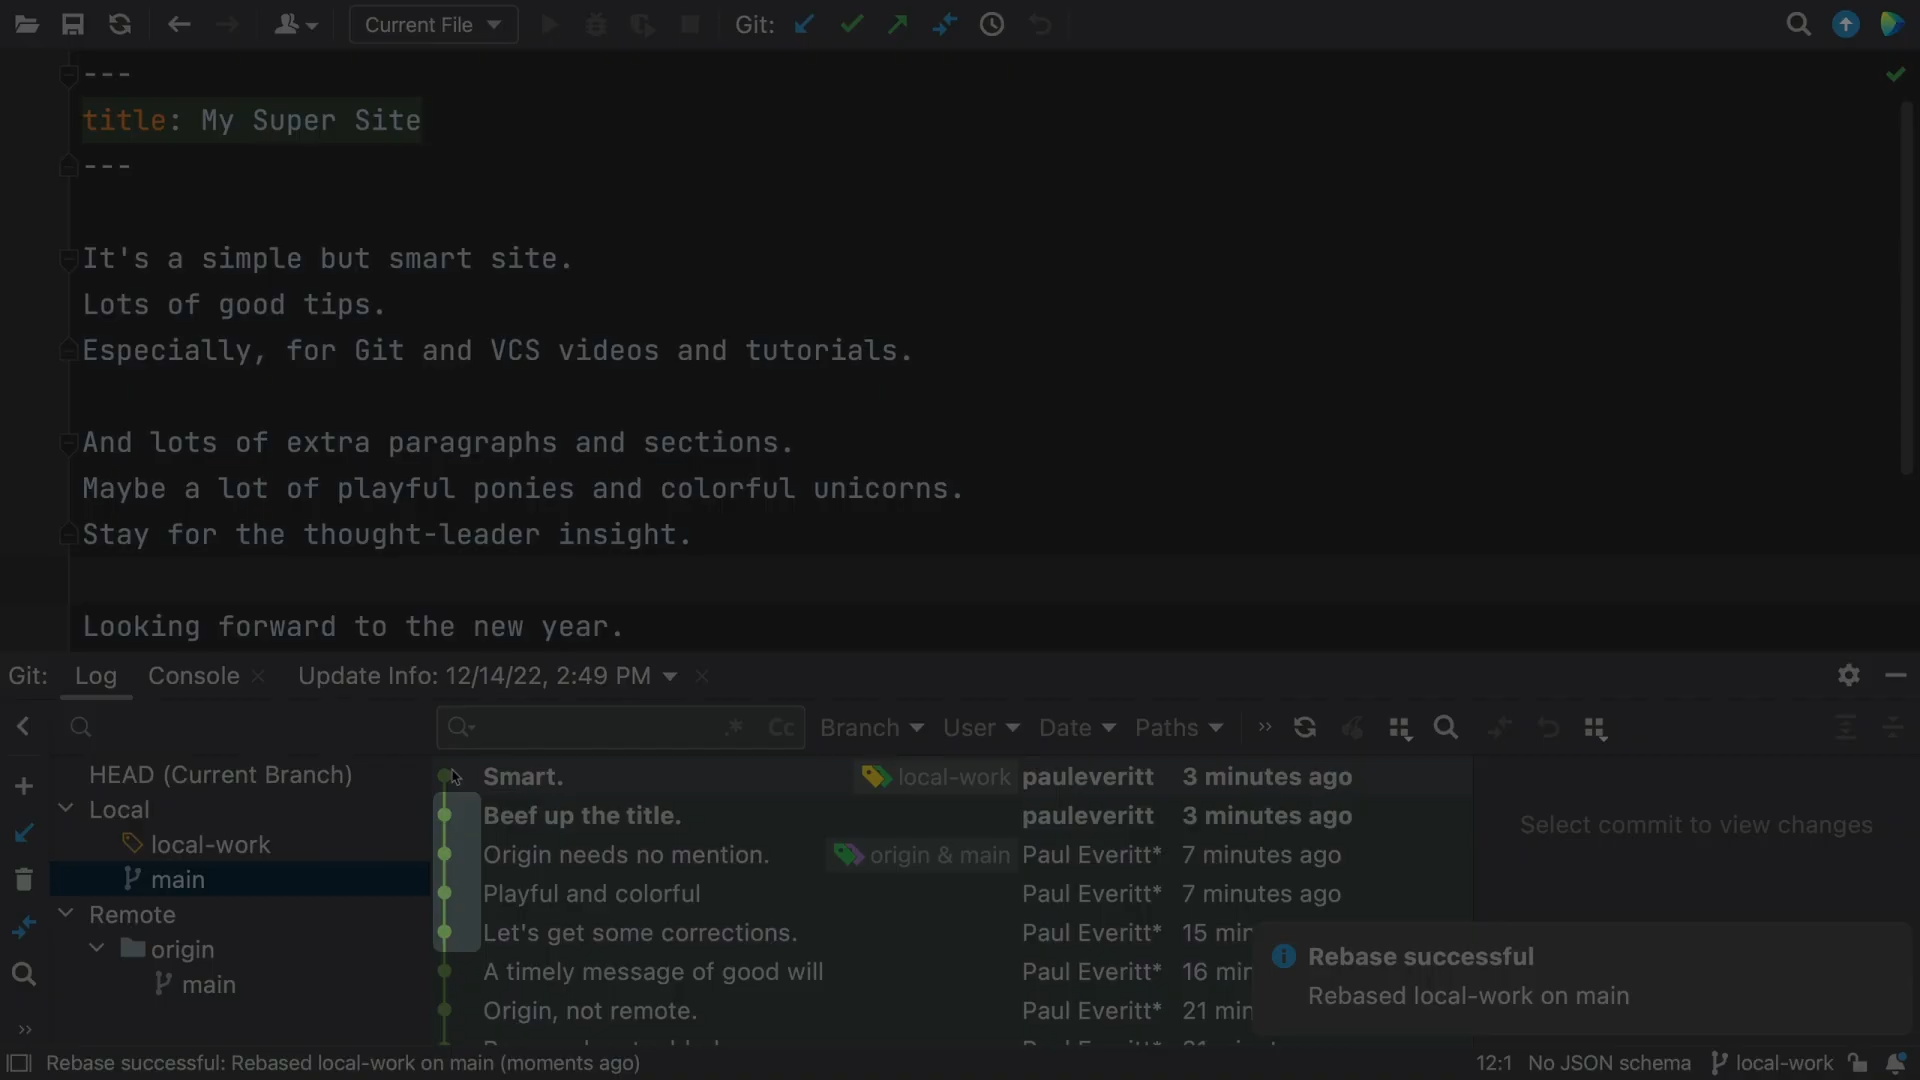 Current File
Git:
---
title: My Super Site
---
It's a simple but smart site.
Lots of good tips.
Especially, for Git and VCS videos and tutorials.
And lots of extra paragraphs and sections.
Maybe a lot of playful ponies and colorful unicorns.
Stay for the thought-leader insight.
Looking forward to the new year.
Git: Log Console Update Info: 12/14/22, 2:49 PM
.* Cc Branch User Date Paths
HEAD (Current Branch)
Local
local-work
main
Remote
origin
main
Smart. local-work pauleveritt 3 minutes ago
Beef up the title. pauleveritt 3 minutes ago
Origin needs no mention. origin & main Paul Everitt* 7 minutes ago
Playful and colorful Paul Everitt* 7 minutes ago
Let's get some corrections. Paul Everitt* 15 min
A timely message of good will Paul Everitt* 16 min
Origin, not remote. Paul Everitt* 21 min
Select commit to view changes
Rebase successful
Rebased local-work on main
Rebase successful: Rebased local-work on main (moments ago)
12:1 No JSON schema local-work